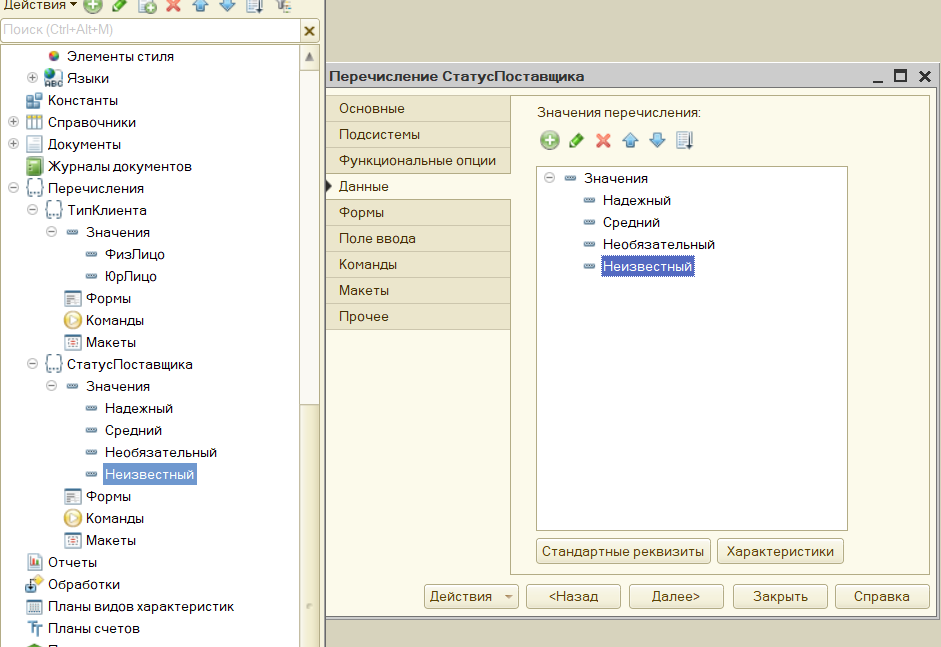 Действия
Поиск (Ctrl+Alt+M)
Элементы стиля
Языки
Константы
Справочники
Документы
Журналы документов
Перечисления
ТипКлиента
Значения
ФизЛицо
ЮрЛицо
Формы
Команды
Макеты
СтатусПоставщика
Значения
Надежный
Средний
Необязательный
Неизвестный
Формы
Команды
Макеты
Отчеты
Обработки
Планы видов характеристик
Планы счетов
Перечисление СтатусПоставщика
Основные
Подсистемы
Функциональные опции
Данные
Формы
Поле ввода
Команды
Макеты
Прочее
Значения перечисления:
Значения
Надежный
Средний
Необязательный
Неизвестный
Стандартные реквизиты
Характеристики
Действия
<Назад
Далее>
Закрыть
Справка